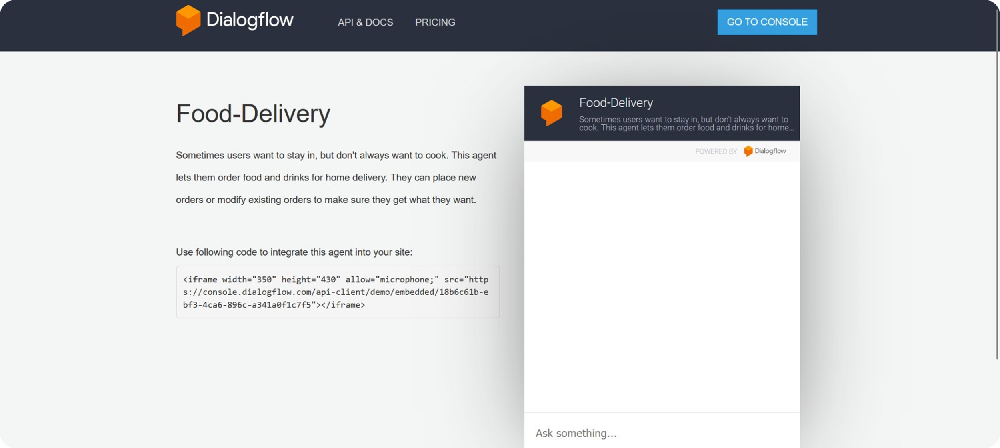 Dialogflow
API & DOCS
PRICING
GO TO CONSOLE
Food-Delivery
Sometimes users want to stay in, but don't always want to cook. This agent
lets them order food and drinks for home delivery. They can place new
orders or modify existing orders to make sure they get what they want.
Use following code to integrate this agent into your site:
<iframe width="350" height="430" allow="microphone;" src="http
s://console.dialogflow.com/api-client/demo/embedded/18b6c61b-e
bf3-4ca6-896c-a341a0f1c7f5"></iframe>
Food-Delivery
Sometimes users want to stay in, but don't always want to
cook. This agent lets them order food and drinks for home...
POWERED BY Dialogflow
Ask something...